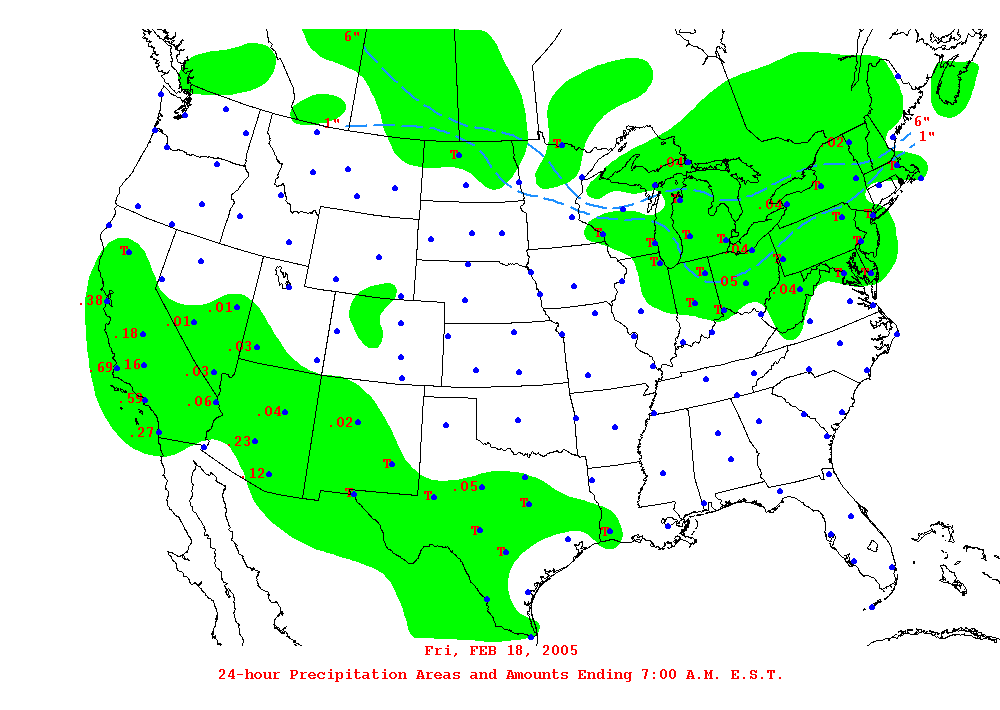 6"
1"
6"
1"
T
.02
T
.04
T
T
.04
T
T
T
T
T
T
T
.04
T
T
.38
T
T
.05
.04
T
T
.01
.01
T
T
.18
.03
.69
.16
.03
.59
.06
.04
.02
.27
.23
T
.12
T
T
.05
T
T
T
T
Fri, FEB 18, 2005
24-hour Precipitation Areas and Amounts Ending 7:00 A.M. E.S.T.